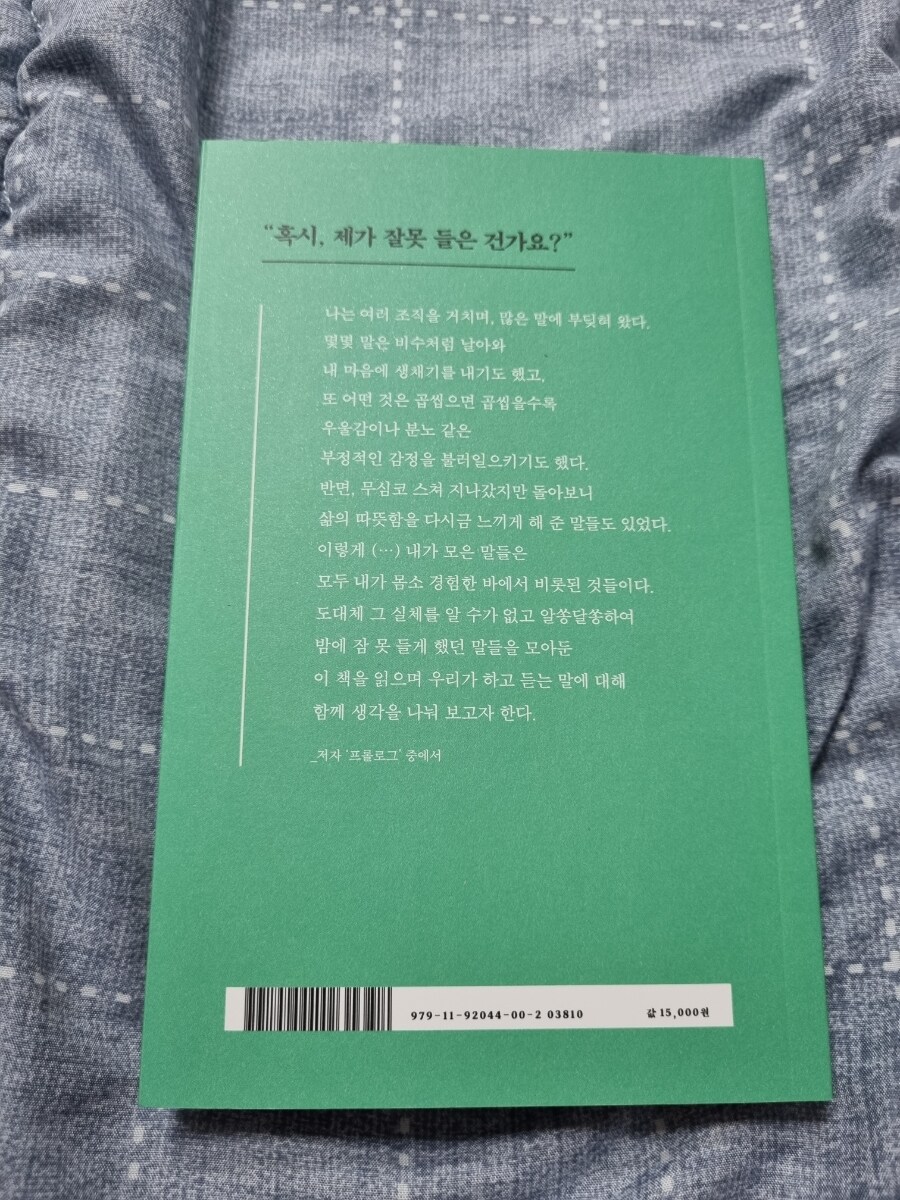 “혹시, 제가 잘못 들은 건가요?”
나는 여러 조직을 거치며, 많은 말에 부딪혀 왔다.
몇몇 말은 비수처럼 날아와
내 마음에 생채기를 내기도 했고,
또 어떤 것은 곱씹으면 곱씹을수록
우울감이나 분노 같은
부정적인 감정을 불러일으키기도 했다.
반면, 무심코 스쳐 지나갔지만 돌아보니
삶의 따뜻함을 다시금 느끼게 해 준 말들도 있었다.
이렇게 (…) 내가 모은 말들은
모두 내가 몸소 경험한 바에서 비롯된 것들이다.
도대체 그 실체를 알 수가 없고 알쏭달쏭하여
밤에 잠 못 들게 했던 말들을 모아둔
이 책을 읽으며 우리가 하고 듣는 말에 대해
함께 생각을 나눠 보고자 한다.
_저자 ‘프롤로그’ 중에서
979-11-92044-00-2 03810 값 15,000원